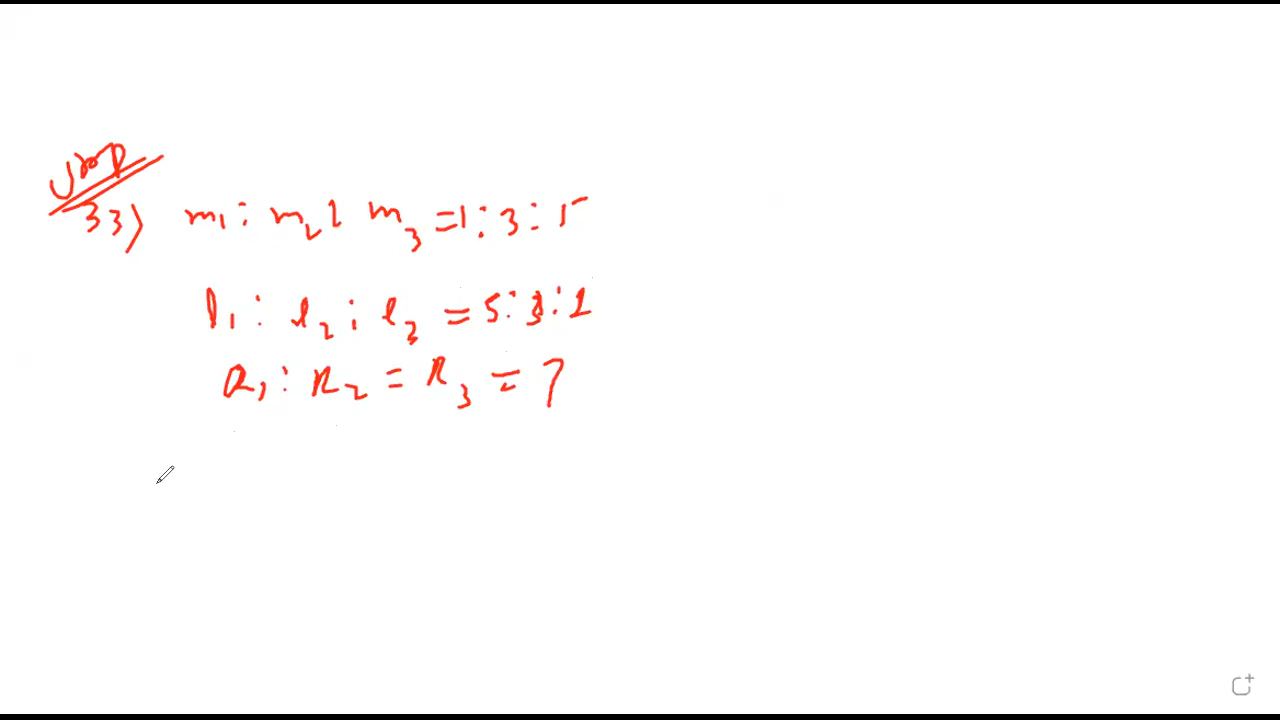 Imp
33) m₁ : m₂ : m₃ = 1 : 3 : 5
l₁ : l₂ : l₃ = 5 : 3 : 1
R₁ : R₂ = R₃ = ?